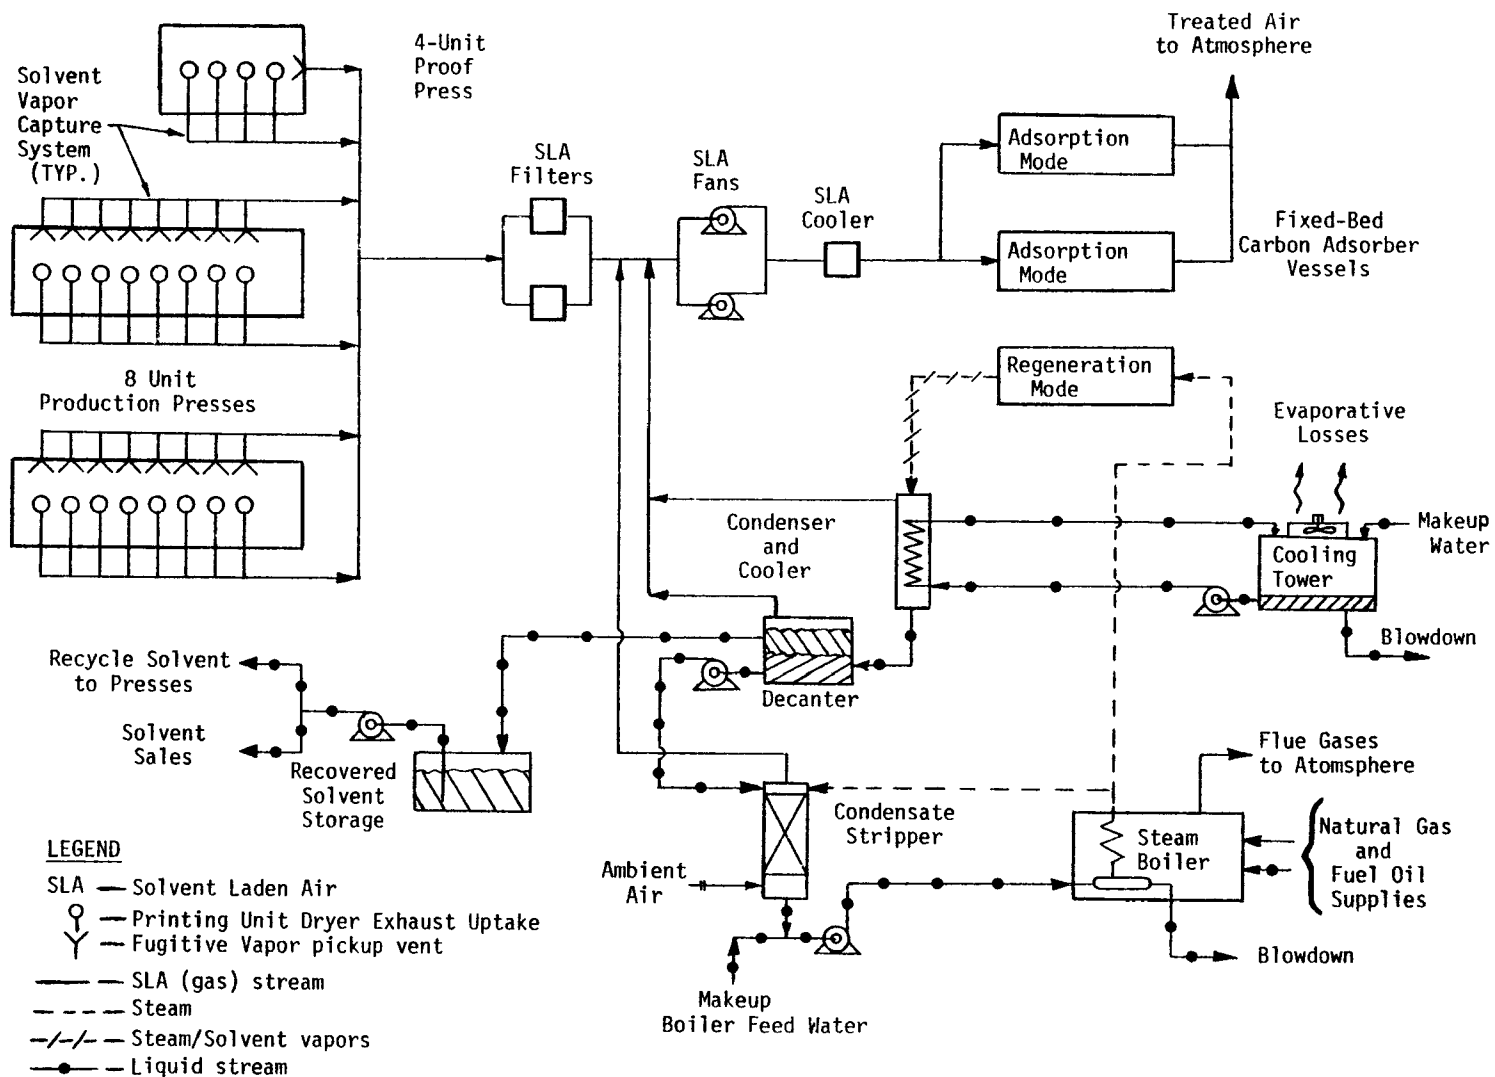 Treated Air
to Atmosphere
4-Unit
Proof
Press
Solvent
Vapor
Capture
System
(TYP.)
SLA
Filters
SLA
Fans
SLA
Cooler
Adsorption
Mode
Adsorption
Mode
Fixed-Bed
Carbon Adsorber
Vessels
8 Unit
Production Presses
Regeneration
Mode
Evaporative
Losses
Condenser
and
Cooler
Makeup
Water
Cooling
Tower
Blowdown
Decanter
Recycle Solvent
to Presses
Solvent
Sales
Recovered
Solvent
Storage
Flue Gases
to Atomsphere
Condensate
Stripper
Steam
Boiler
Natural Gas
and
Fuel Oil
Supplies
Ambient
Air
Blowdown
Makeup
Boiler Feed Water
LEGEND
SLA — Solvent Laden Air
— Printing Unit Dryer Exhaust Uptake
— Fugitive Vapor pickup vent
— SLA (gas) stream
— Steam
— Steam/Solvent vapors
— Liquid stream